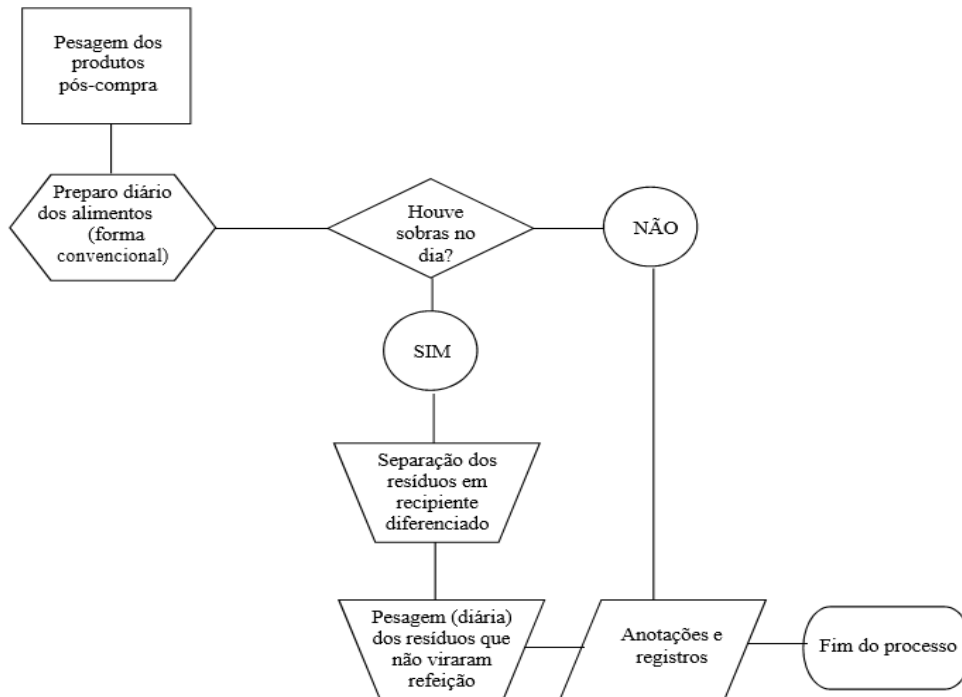 Pesagem dos
produtos
pós-compra
Preparo diário
dos alimentos
(forma
convencional)
Houve
sobras no
dia?
NÃO
SIM
Separação dos
resíduos em
recipiente
diferenciado
Pesagem (diária)
dos resíduos que
não viraram
refeição
Anotações e
registros
Fim do processo